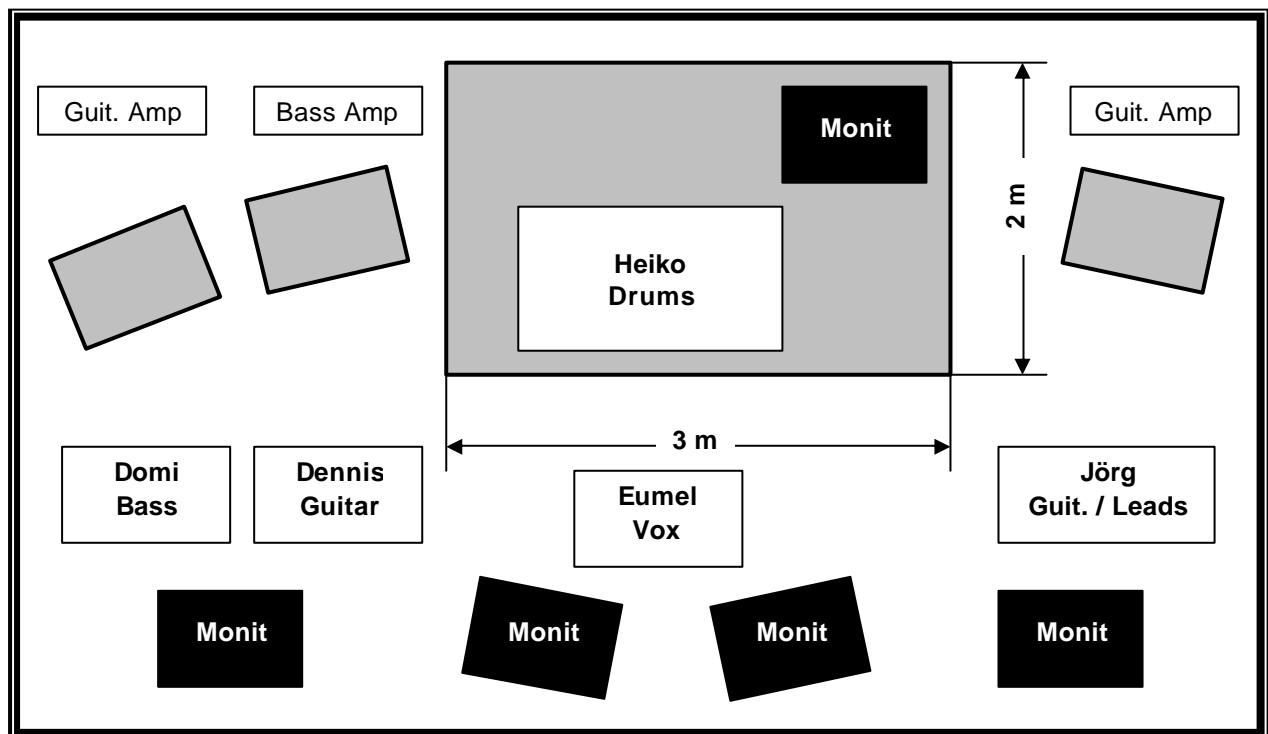 Guit. Amp
Bass Amp
Monit
Guit. Amp
2 m
Heiko
Drums
3 m
Domi
Bass
Dennis
Guitar
Eumel
Vox
Jörg
Guit. / Leads
Monit
Monit
Monit
Monit